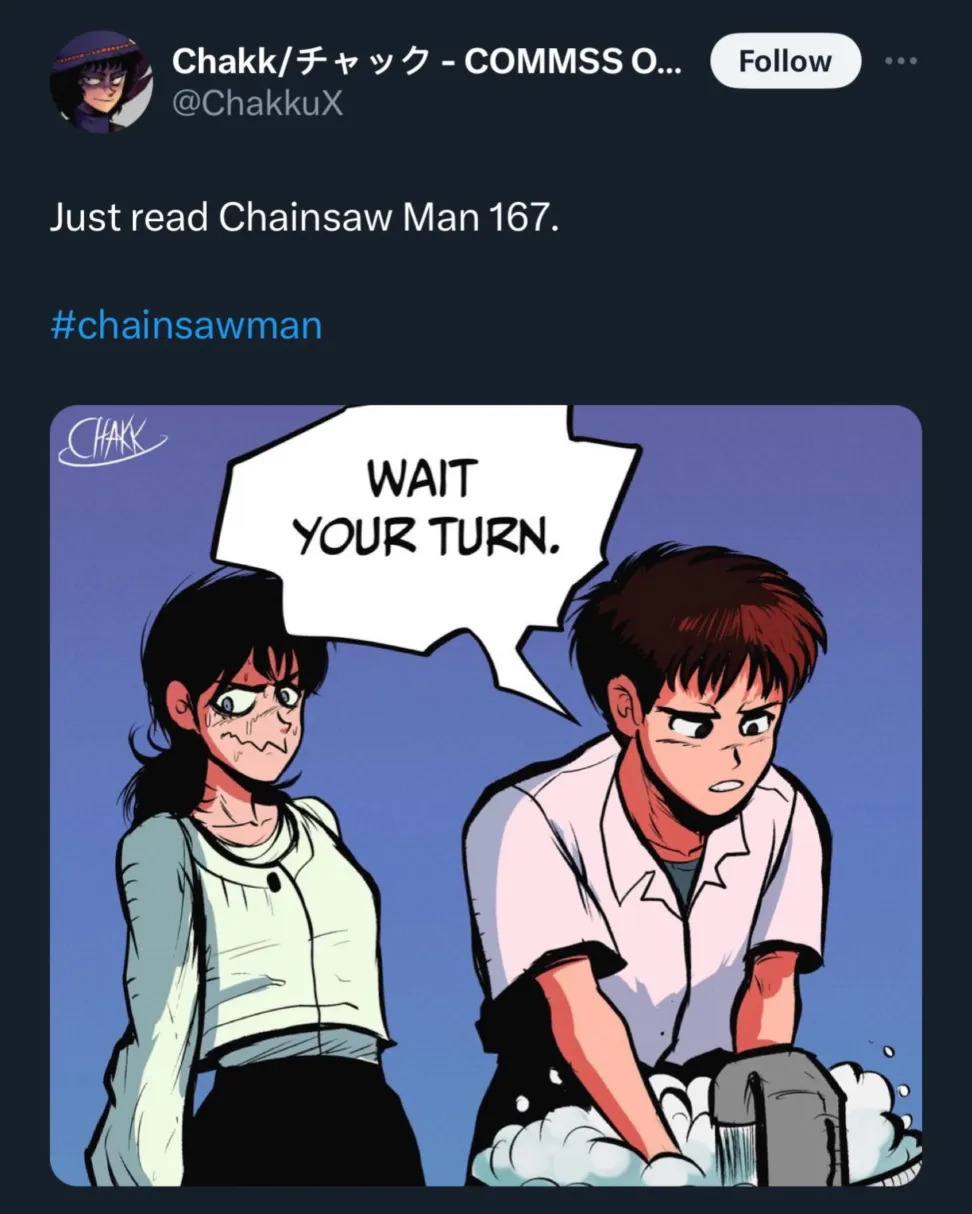 Chakk/チャック - COMMSS O...
Follow
@ChakkuX
Just read Chainsaw Man 167.
#chainsawman
CHAKK
WAIT
YOUR TURN.